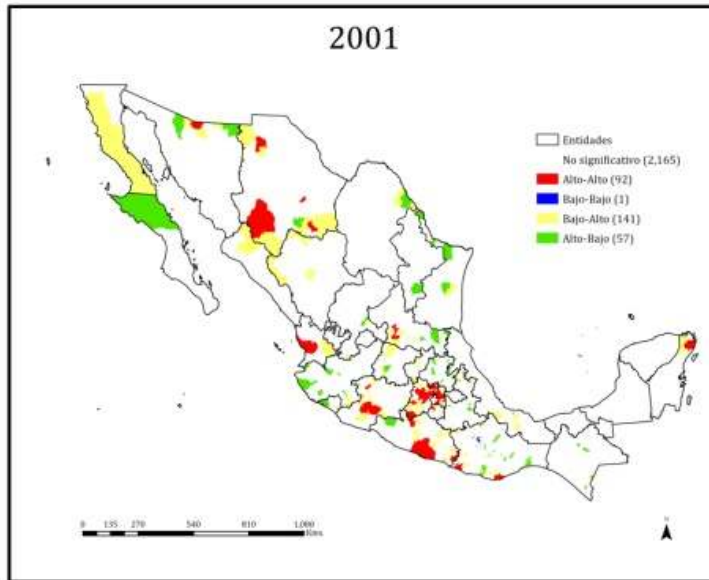 2001
Entidades
No significativo (2,165)
Alto-Alto (92)
Bajo-Bajo (1)
Bajo-Alto (141)
Alto-Bajo (57)
0 135 270 540 810 1,080
Kms.
N